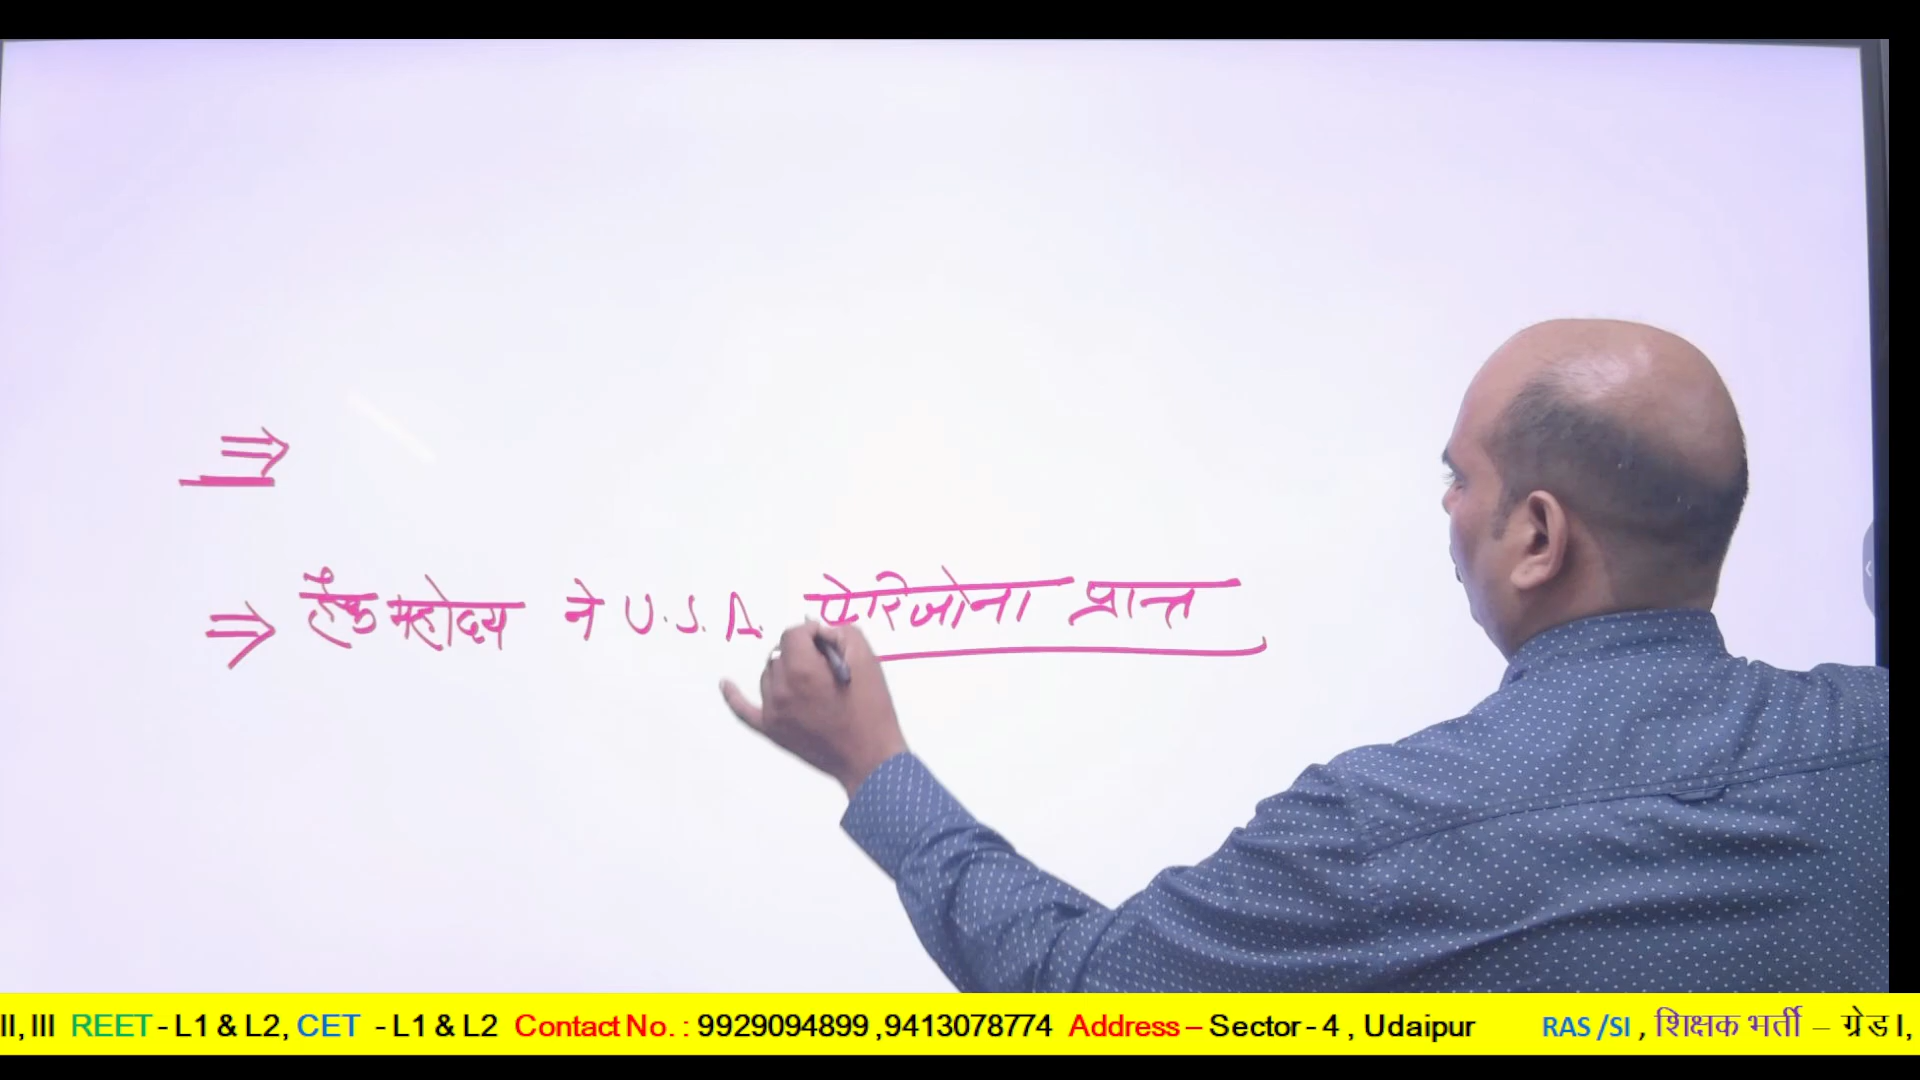 ⇒
⇒ हैक महोदय ने U.S.A. ऐरिजोना प्रान्त
II, III REET - L1 & L2, CET - L1 & L2 Contact No. : 9929094899 ,9413078774 Address – Sector - 4 , Udaipur RAS /SI , शिक्षक भर्ती – ग्रेड I,